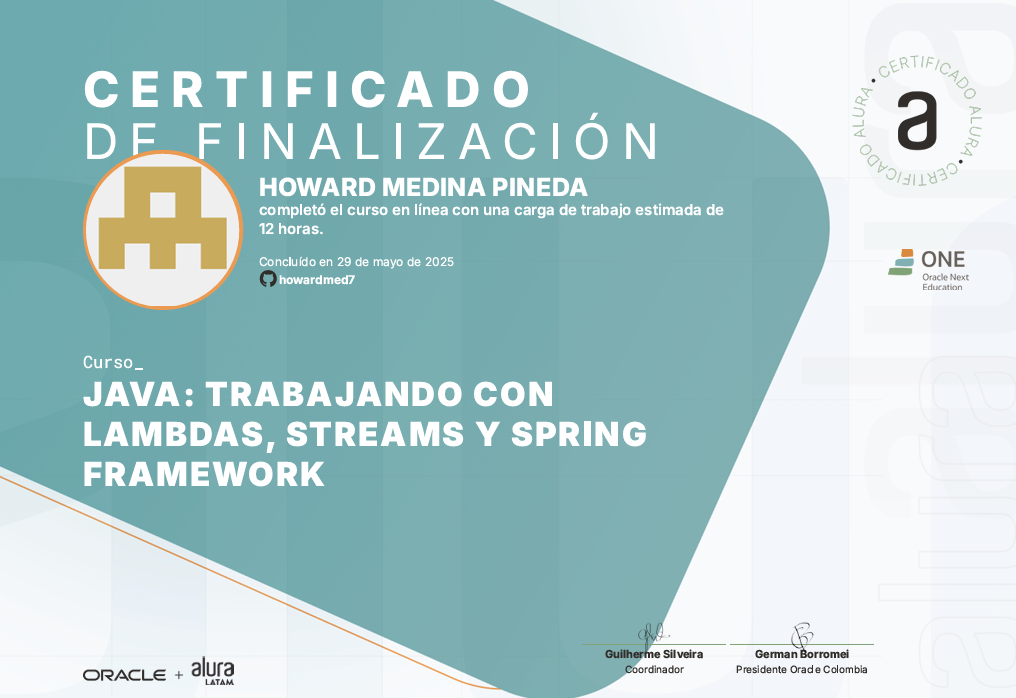 CERTIFICADO
DE FINALIZACIÓN
HOWARD MEDINA PINEDA
completó el curso en línea con una carga de trabajo estimada de
12 horas.
Concluído en 29 de mayo de 2025
howardmed7
Curso_
JAVA: TRABAJANDO CON
LAMBDAS, STREAMS Y SPRING
FRAMEWORK
CERTIFICADO ALURA • CERTIFICADO ALURA •
a
ONE
Oracle Next
Education
alura
alura
Guilherme Silveira
Coordinador
German Borromei
Presidente Oracle Colombia
ORACLE + alura
LATAM